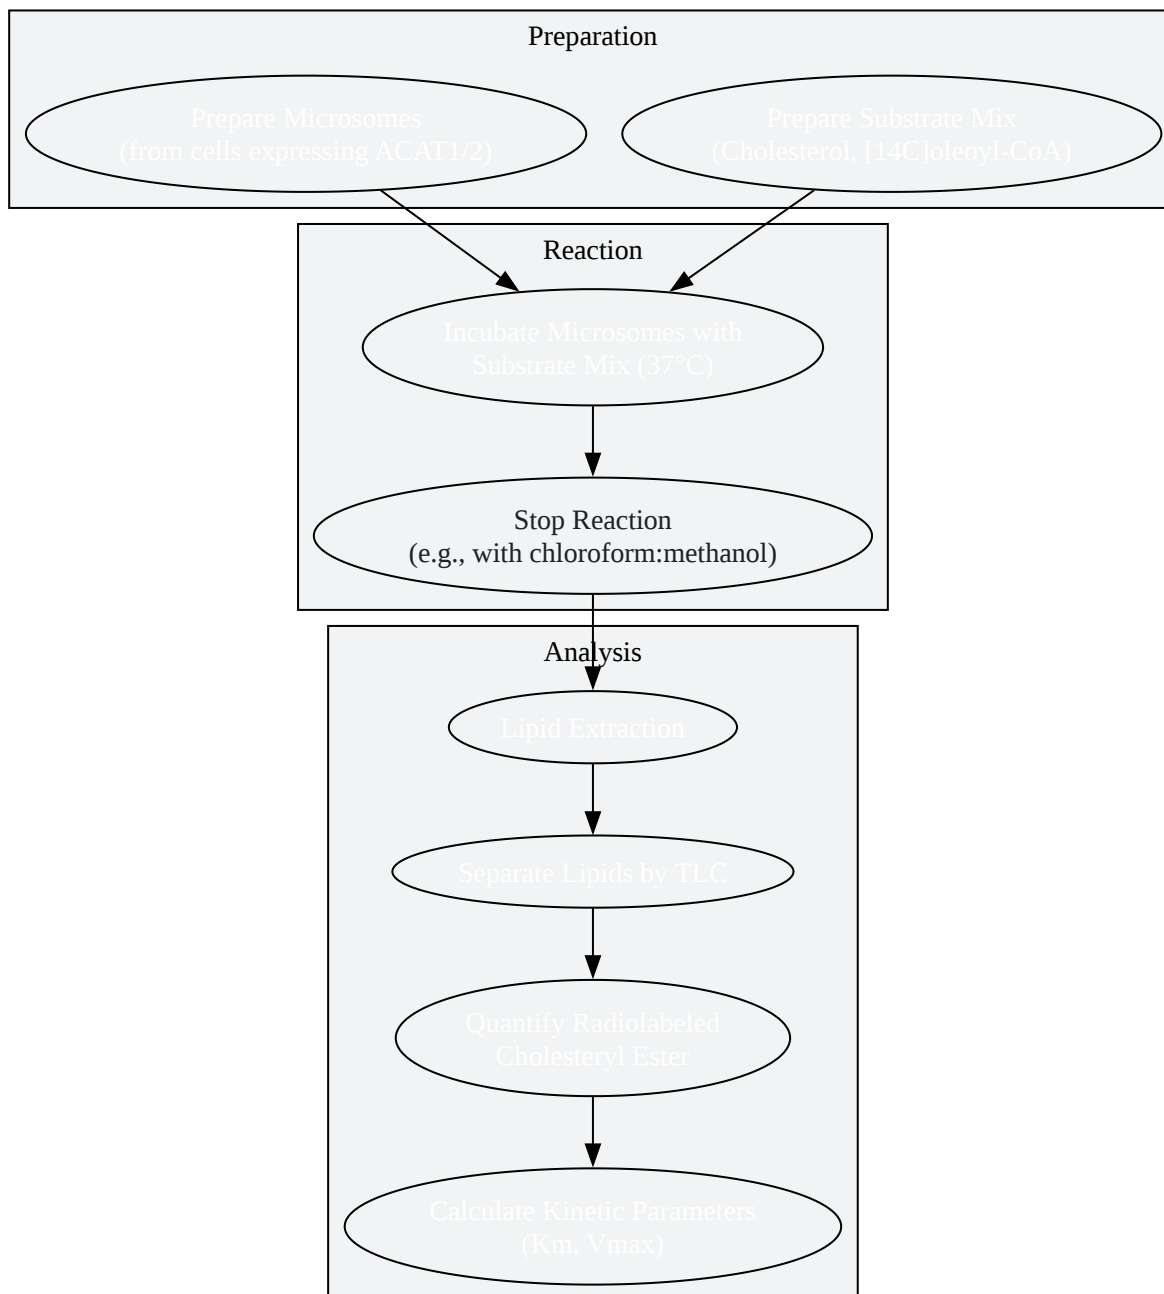 Preparation
Prepare Microsomes
(from cells expressing ACAT1/2)
Prepare Substrate Mix
(Cholesterol, [14C]oleoyl-CoA)
Reaction
Incubate Microsomes with
Substrate Mix (37°C)
Stop Reaction
(e.g., with chloroform:methanol)
Analysis
Lipid Extraction
Separate Lipids by TLC
Quantify Radiolabeled
Cholesteryl Ester
Calculate Kinetic Parameters
(Km, Vmax)